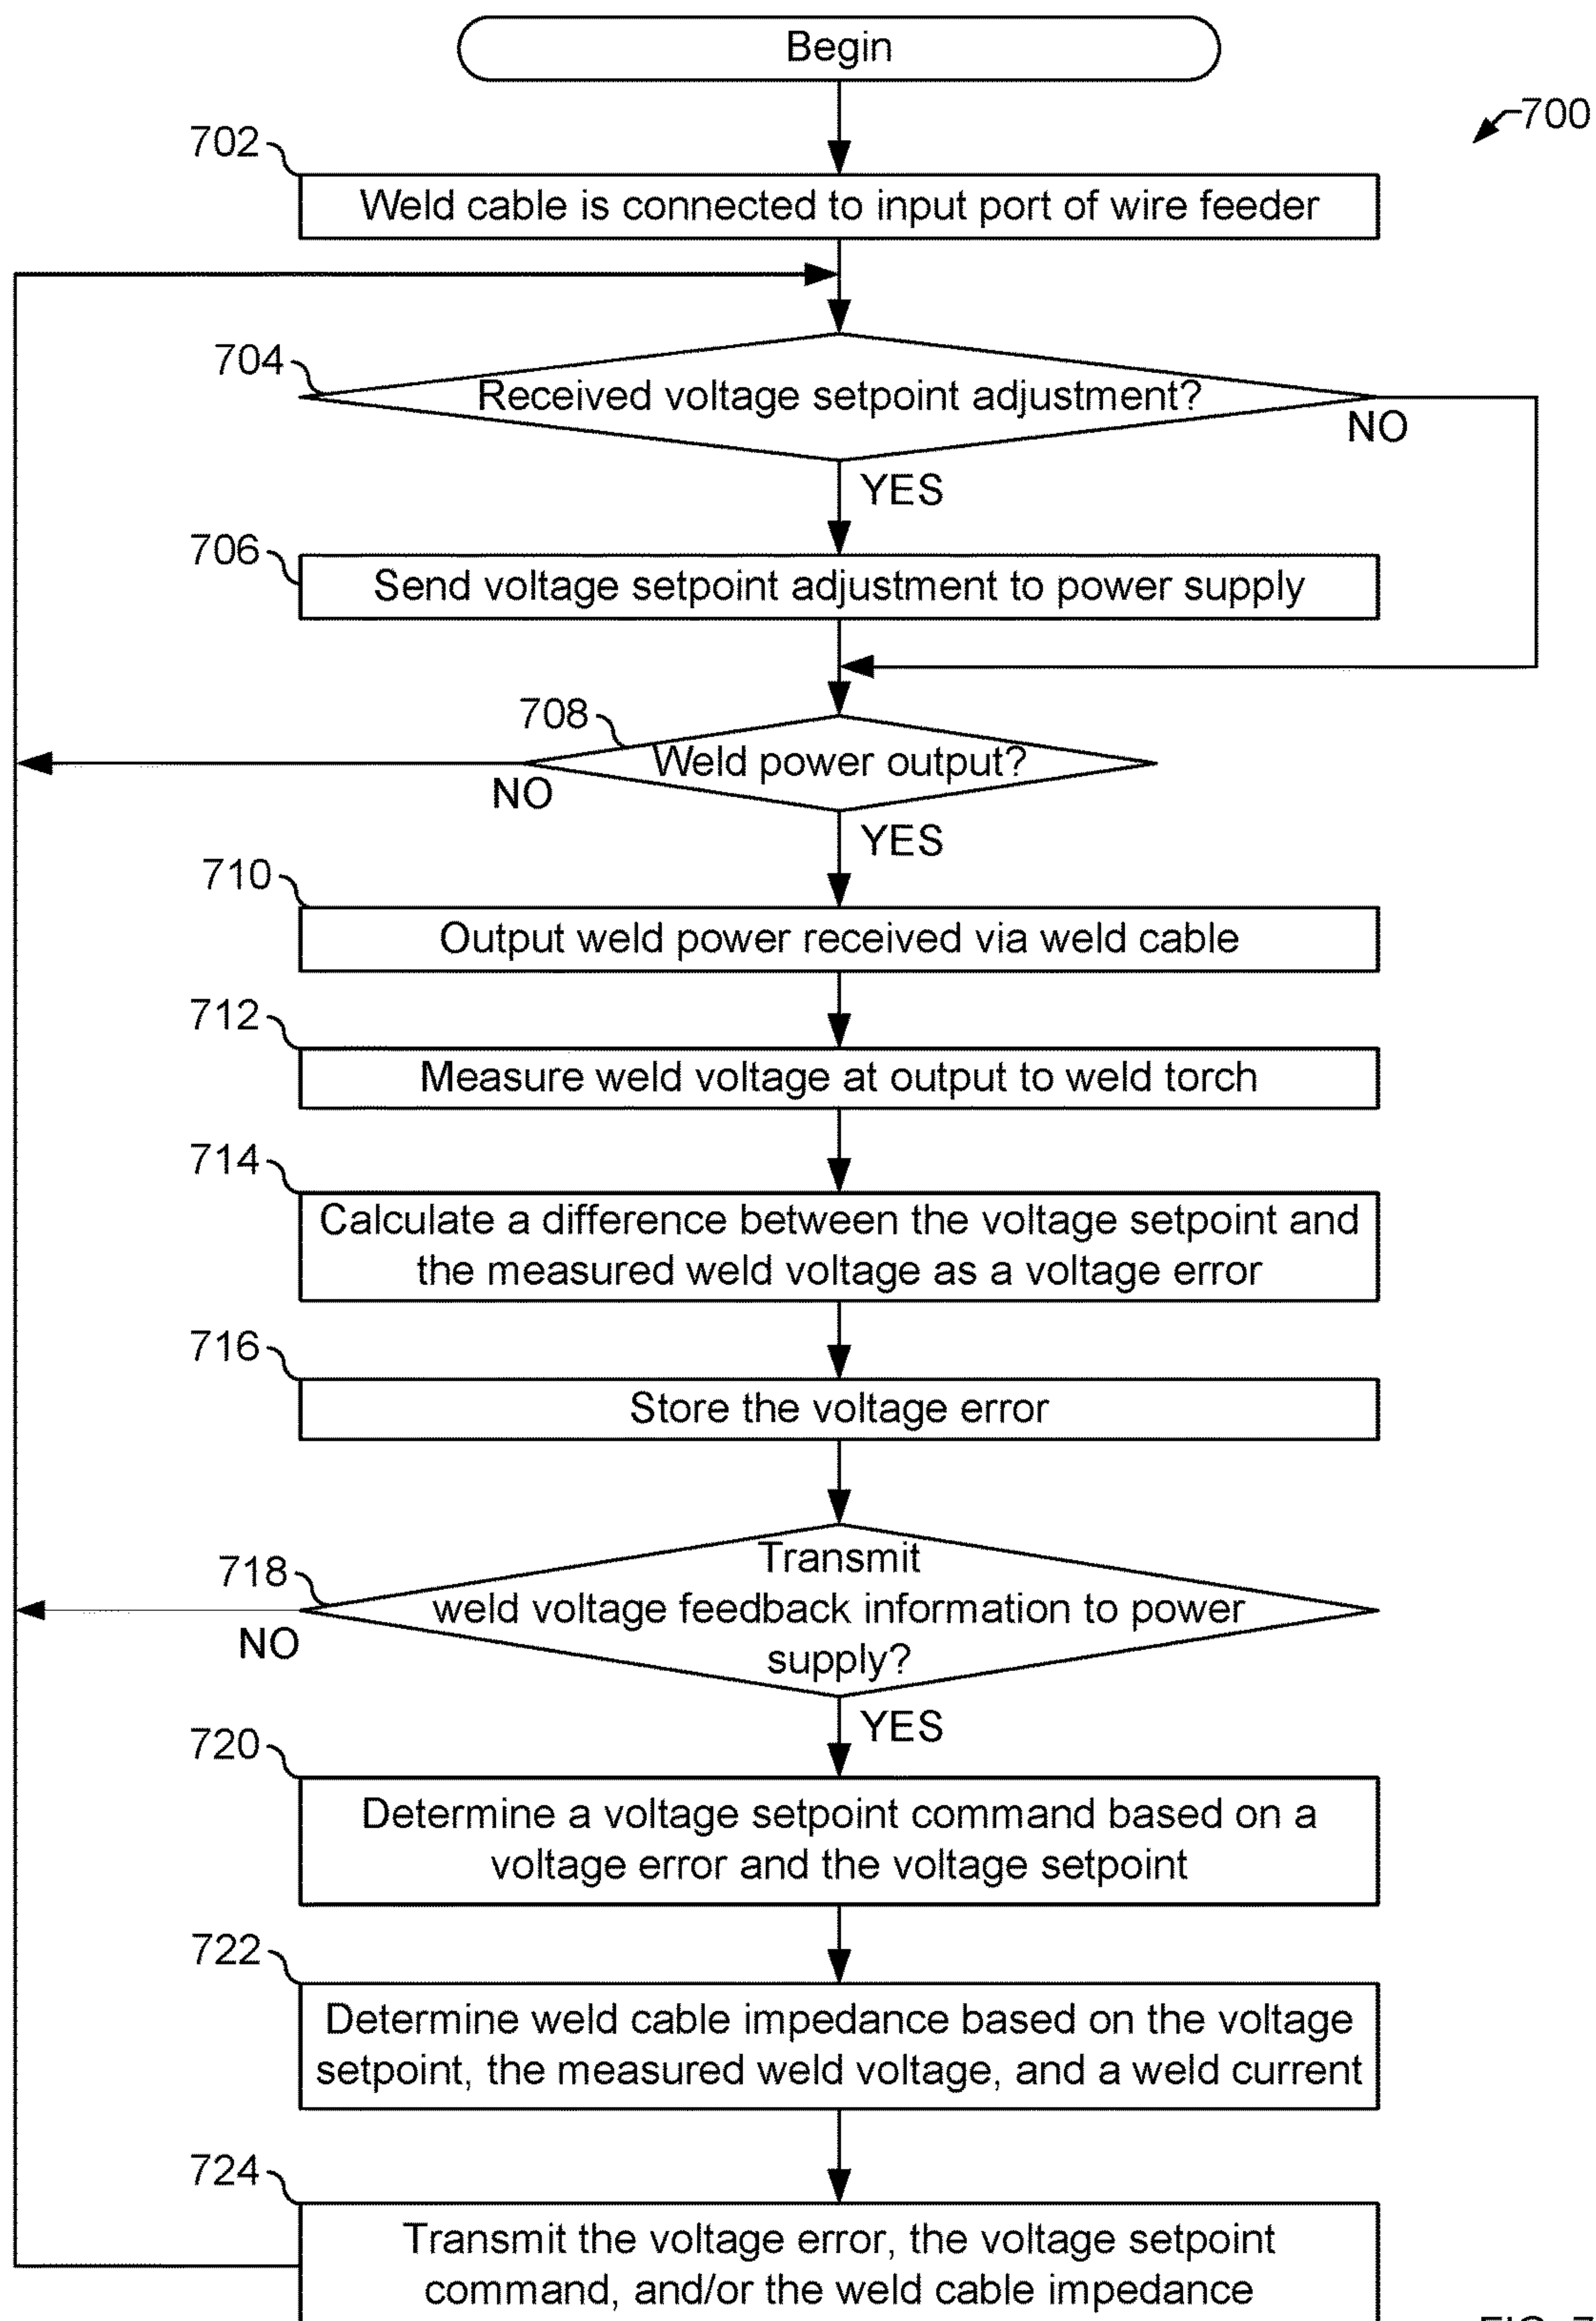 Begin
700
702
Weld cable is connected to input port of wire feeder
704
Received voltage setpoint adjustment?
NO
YES
706
Send voltage setpoint adjustment to power supply
708
Weld power output?
NO
YES
710
Output weld power received via weld cable
712
Measure weld voltage at output to weld torch
714
Calculate a difference between the voltage setpoint and
the measured weld voltage as a voltage error
716
Store the voltage error
718
Transmit
weld voltage feedback information to power
supply?
NO
YES
720
Determine a voltage setpoint command based on a
voltage error and the voltage setpoint
722
Determine weld cable impedance based on the voltage
setpoint, the measured weld voltage, and a weld current
724
Transmit the voltage error, the voltage setpoint
command, and/or the weld cable impedance